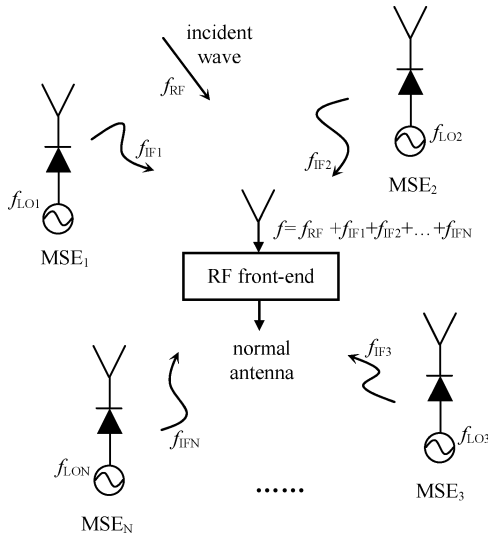 incident
wave
fRF
fIF1
fIF2
fLO1
fLO2
MSE1
MSE2
f= fRF +fIF1+fIF2+…+fIFN
RF front-end
normal
antenna
fIF3
fIFN
fLO3
fLON
MSE3
MSEN
……